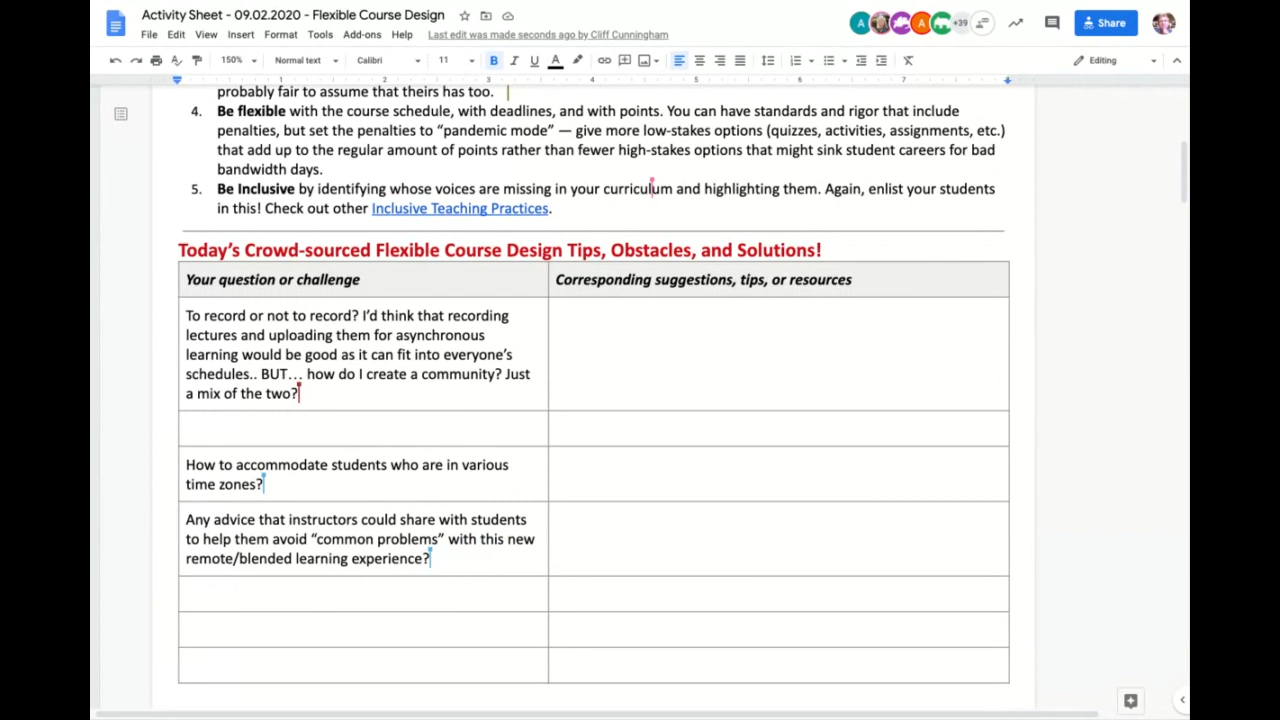 Activity Sheet - 09.02.2020 - Flexible Course Design
File Edit View Insert Format Tools Add-ons Help Last edit was made seconds ago by Cliff Cunningham
A A +39 Share
150% Normal text Calibri 11 B I U A Editing
1 2 3 4 5 6 7
probably fair to assume that theirs has too.
4. Be flexible with the course schedule, with deadlines, and with points. You can have standards and rigor that include
penalties, but set the penalties to “pandemic mode” — give more low-stakes options (quizzes, activities, assignments, etc.)
that add up to the regular amount of points rather than fewer high-stakes options that might sink student careers for bad
bandwidth days.
5. Be Inclusive by identifying whose voices are missing in your curriculum and highlighting them. Again, enlist your students
in this! Check out other Inclusive Teaching Practices.
Today’s Crowd-sourced Flexible Course Design Tips, Obstacles, and Solutions!
Your question or challenge Corresponding suggestions, tips, or resources
To record or not to record? I’d think that recording
lectures and uploading them for asynchronous
learning would be good as it can fit into everyone’s
schedules.. BUT... how do I create a community? Just
a mix of the two?
How to accommodate students who are in various
time zones?
Any advice that instructors could share with students
to help them avoid “common problems” with this new
remote/blended learning experience?